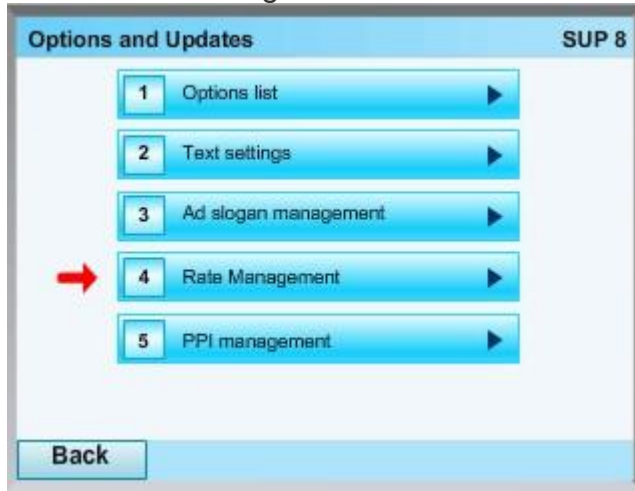 Options and Updates SUP 8
1 Options list
2 Text settings
3 Ad slogan management
4 Rate Management
5 PPI management
Back